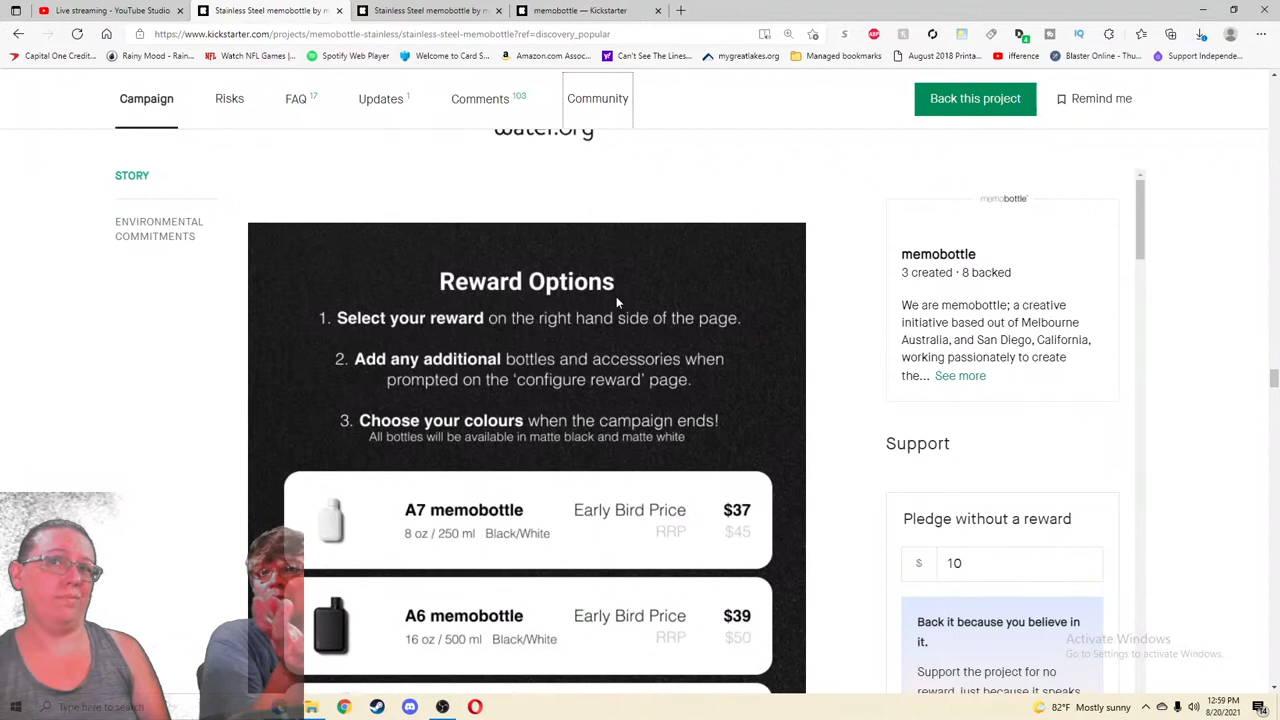 Live streaming - YouTube Studio
Stainless Steel memobottle by m
Stainless Steel memobottle by m
memobottle — Kickstarter
https://www.kickstarter.com/projects/memobottle-stainless/stainless-steel-memobottle?ref=discovery_popular
Capital One Credit...
Rainy Mood - Rain...
Watch NFL Games |...
Spotify Web Player
Welcome to Card S...
Amazon.com Assoc...
Can't See The Lines...
mygreatlakes.org
Managed bookmarks
August 2018 Printa...
ifference
Blaster Online - Thu...
Support Independe...
Campaign
Risks
FAQ 17
Updates 1
Comments 103
Community
Back this project
Remind me
water.org
STORY
ENVIRONMENTAL
COMMITMENTS
Reward Options
1. Select your reward on the right hand side of the page.
2. Add any additional bottles and accessories when
prompted on the 'configure reward' page.
3. Choose your colours when the campaign ends!
All bottles will be available in matte black and matte white
A7 memobottle Early Bird Price $37
8 oz / 250 ml Black/White RRP $45
A6 memobottle Early Bird Price $39
16 oz / 500 ml Black/White RRP $50
memobottle
memobottle
3 created · 8 backed
We are memobottle; a creative
initiative based out of Melbourne
Australia, and San Diego, California,
working passionately to create
the... See more
Support
Pledge without a reward
$ 10
Back it because you believe in
it.
Support the project for no
reward, just because it speaks
Activate Windows
Go to Settings to activate Windows.
Type here to search
82°F Mostly sunny
12:59 PM
8/20/2021